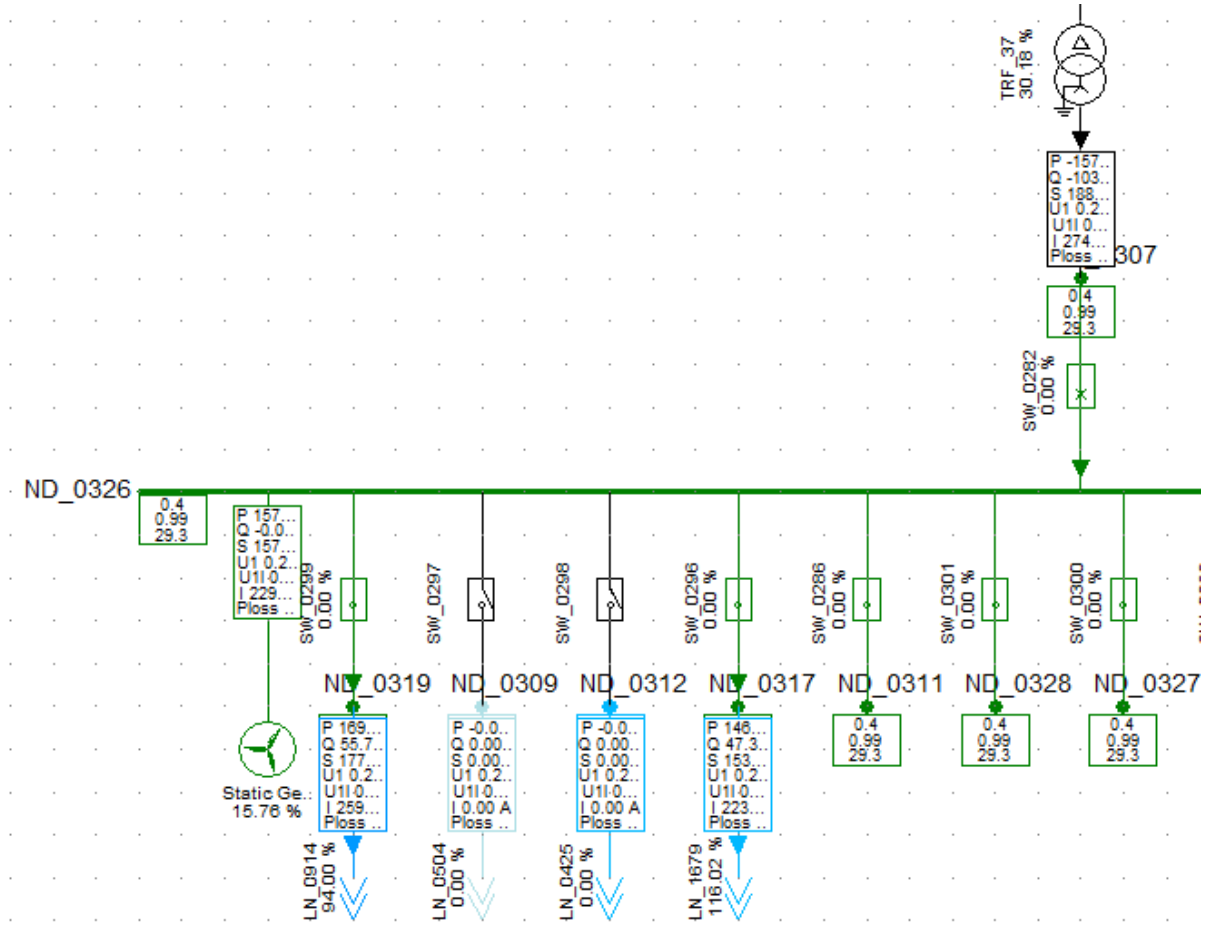 TRF_37
30.18 %
P -157..
Q -103..
S 188...
U1 0.2..
U1l 0...
I 274...
Ploss ..
307
0.4
0.99
29.3
SW_0282
0.00 %
ND_0326
0.4
0.99
29.3
P 157...
Q -0.0..
S 157...
U1 0.2..
U1l 0...
I 229...
Ploss ..
Static Ge..
15.76 %
SW_0299
0.00 %
SW_0297
SW_0298
SW_0296
0.00 %
SW_0286
0.00 %
SW_0301
0.00 %
SW_0300
0.00 %
ND_0319
ND_0309
ND_0312
ND_0317
ND_0311
ND_0328
ND_0327
P 169...
Q 55.7..
S 177...
U1 0.2..
U1l 0...
I 259...
Ploss ..
P -0.0..
Q 0.00..
S 0.00..
U1 0.2..
U1l 0...
I 0.00 A
Ploss ..
P -0.0..
Q 0.00..
S 0.00..
U1 0.2..
U1l 0...
I 0.00 A
Ploss ..
P 146...
Q 47.3..
S 153...
U1 0.2..
U1l 0...
I 223...
Ploss ..
0.4
0.99
29.3
0.4
0.99
29.3
0.4
0.99
29.3
LN_0914
94.00 %
LN_0504
0.00 %
LN_0425
0.00 %
LN_1679
116.02 %